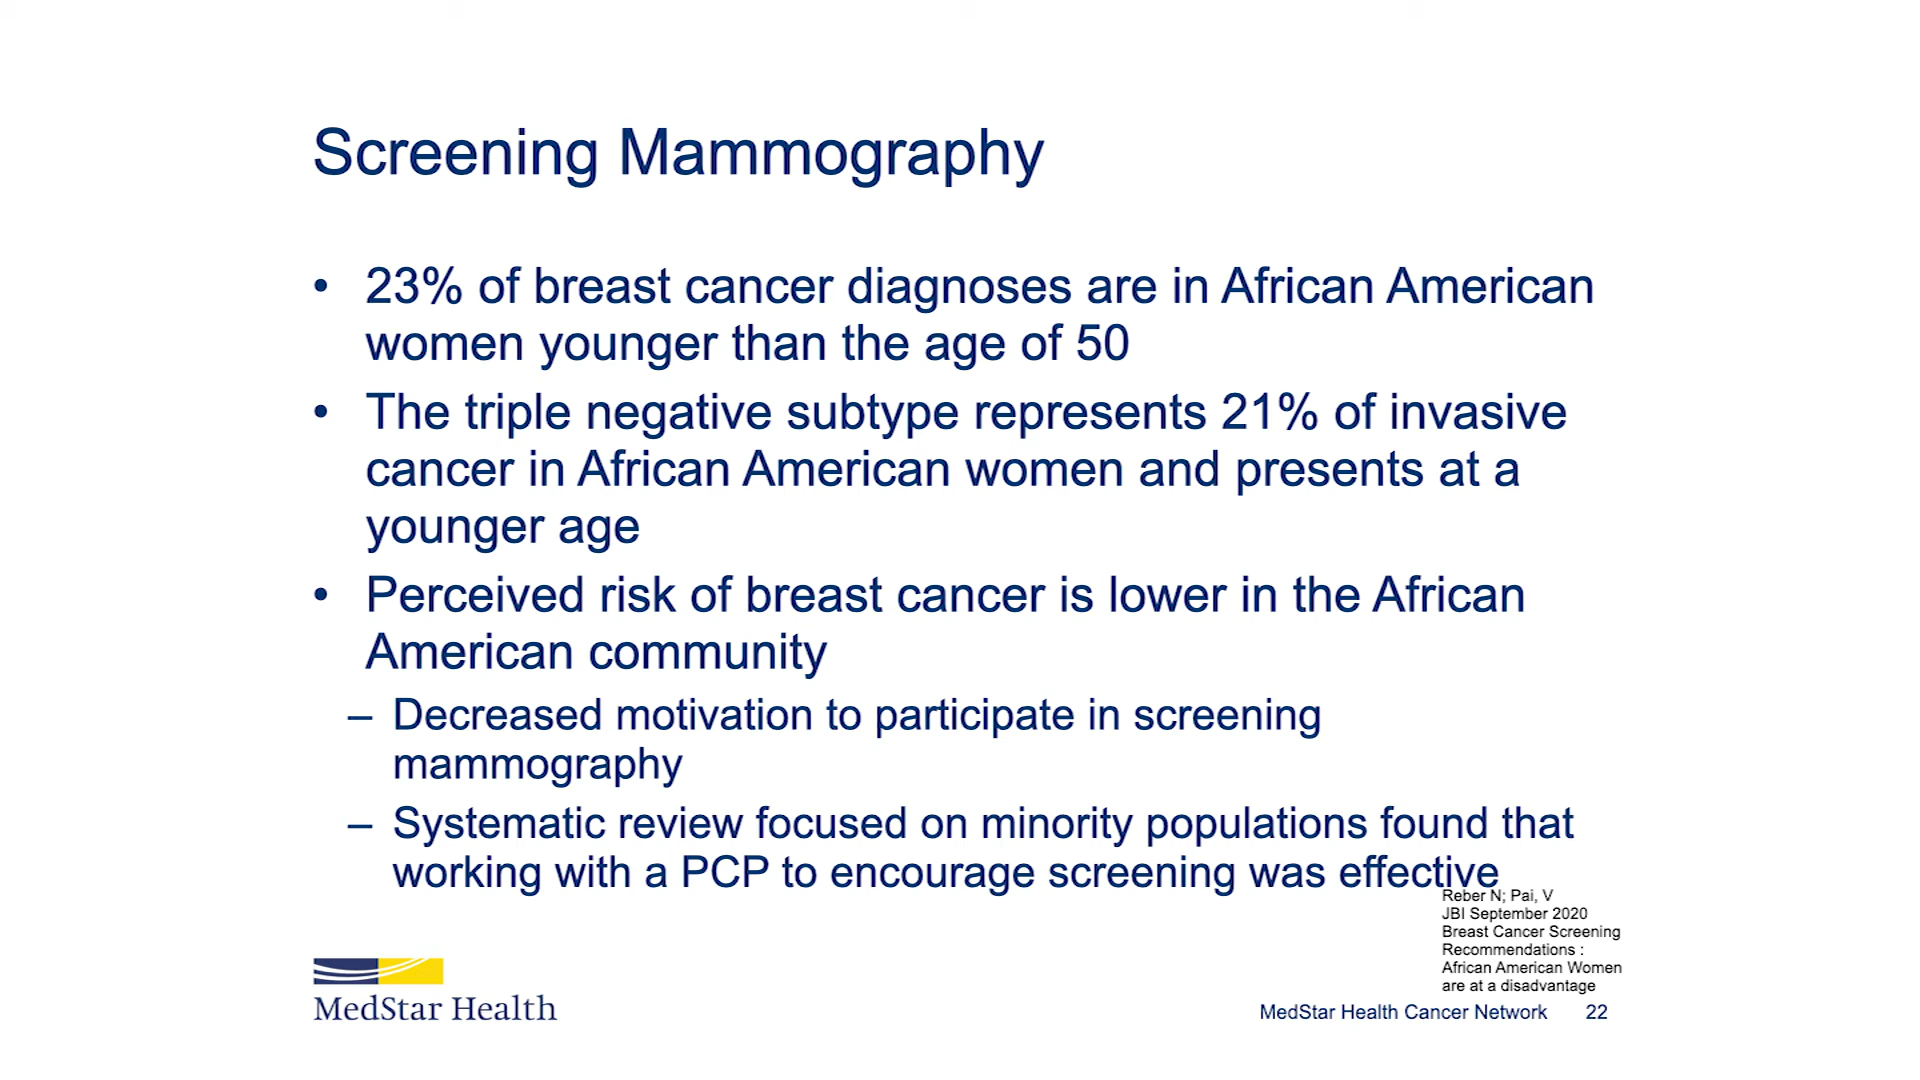 Screening Mammography
• 23% of breast cancer diagnoses are in African American
women younger than the age of 50
• The triple negative subtype represents 21% of invasive
cancer in African American women and presents at a
younger age
• Perceived risk of breast cancer is lower in the African
American community
– Decreased motivation to participate in screening
mammography
– Systematic review focused on minority populations found that
working with a PCP to encourage screening was effective
Reber N; Pai, V
JBI September 2020
Breast Cancer Screening
Recommendations :
African American Women
are at a disadvantage
MedStar Health
MedStar Health Cancer Network 22